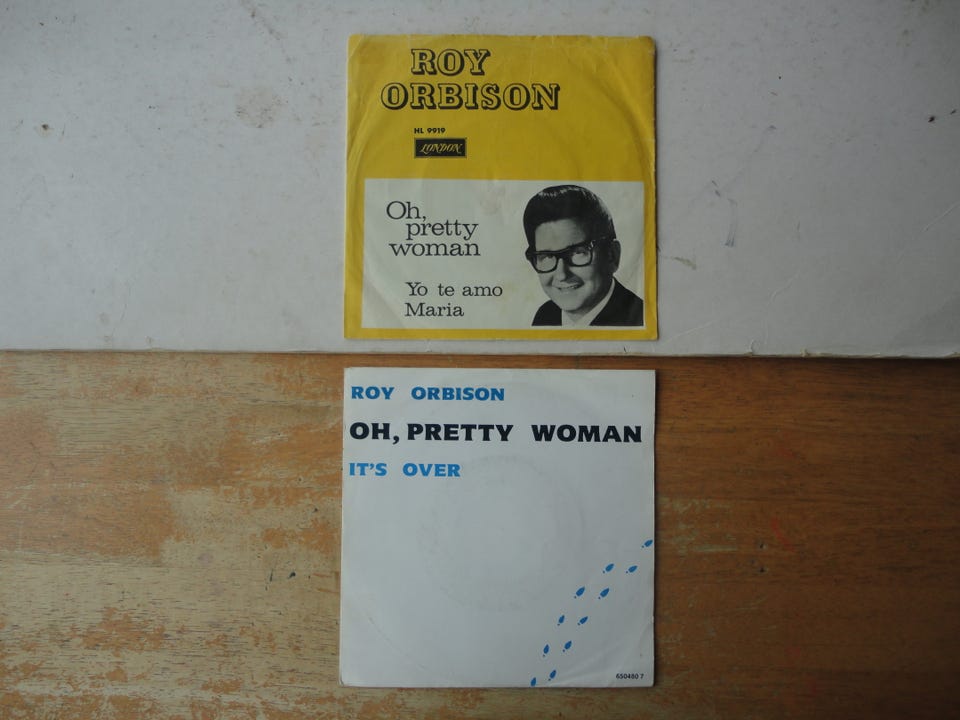 ROY
ORBISON
HL 9919
LONDON
Oh,
pretty
woman
Yo te amo
Maria
ROY ORBISON
OH, PRETTY WOMAN
IT'S OVER
650480 7